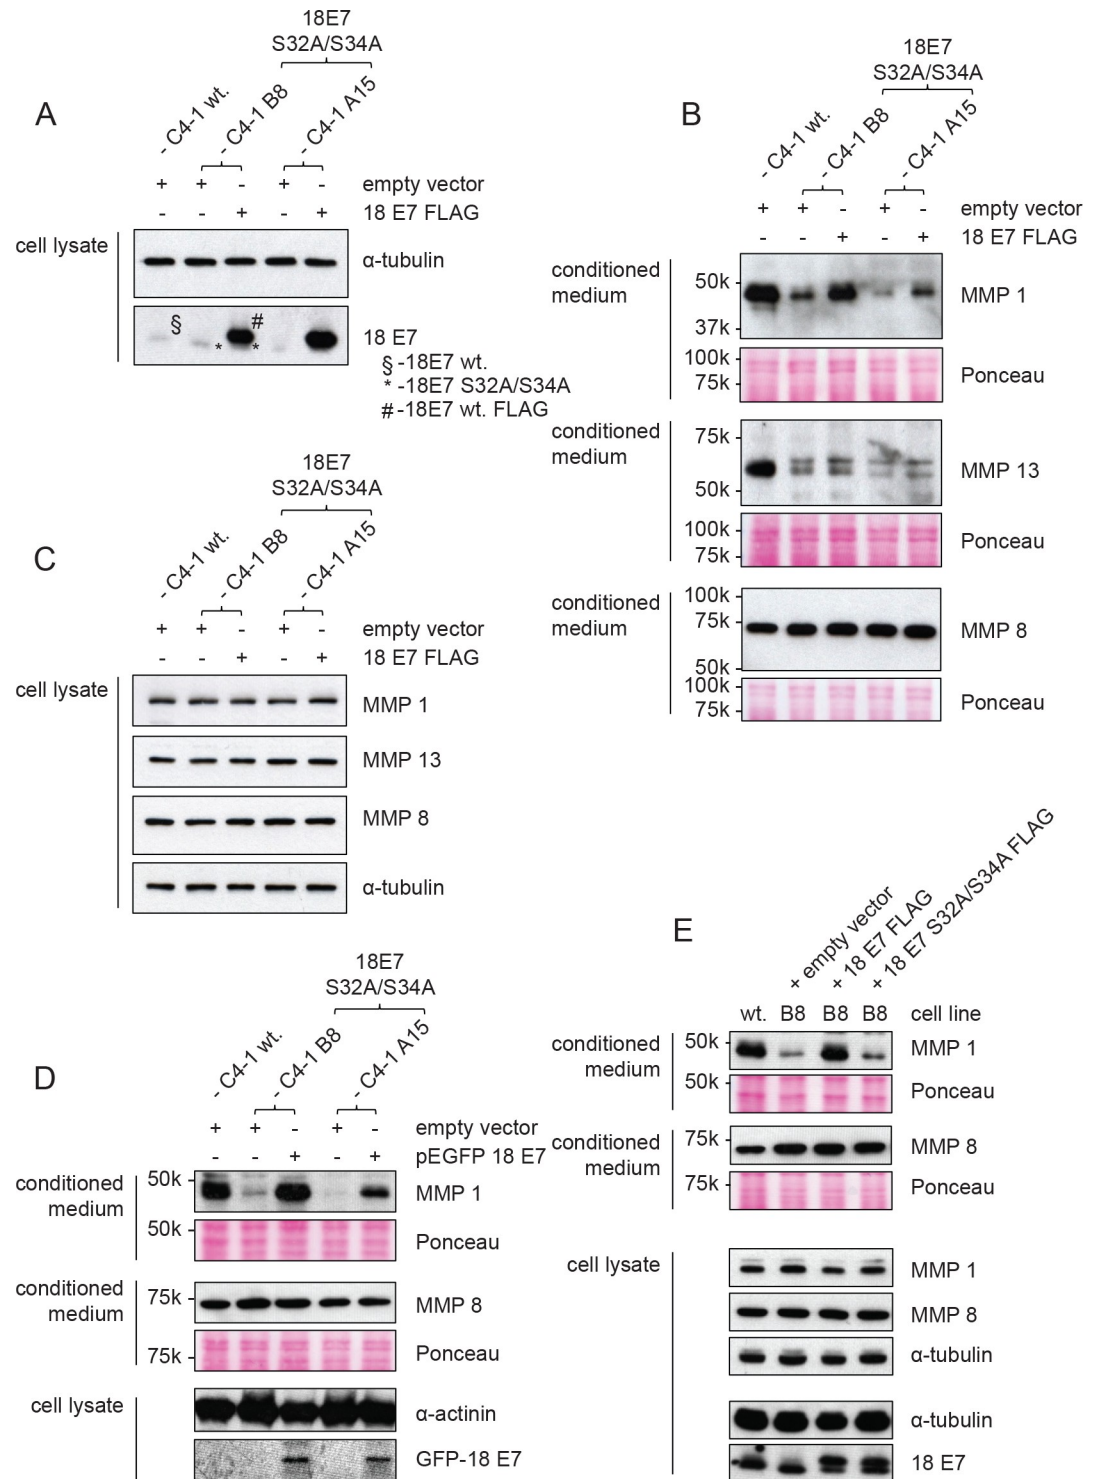 A
18E7
S32A/S34A
- C4-1 wt.
- C4-1 B8
- C4-1 A15
+ + - + - empty vector
- - + - + 18 E7 FLAG
cell lysate
α-tubulin
§ # * *
18 E7
§ -18E7 wt.
* -18E7 S32A/S34A
# -18E7 wt. FLAG
B
18E7
S32A/S34A
- C4-1 wt.
- C4-1 B8
- C4-1 A15
+ + - + - empty vector
- - + - + 18 E7 FLAG
conditioned
medium
50k
37k
MMP 1
100k
75k
Ponceau
conditioned
medium
75k
50k
MMP 13
100k
75k
Ponceau
conditioned
medium
100k
75k
50k
MMP 8
100k
75k
Ponceau
C
18E7
S32A/S34A
- C4-1 wt.
- C4-1 B8
- C4-1 A15
+ + - + - empty vector
- - + - + 18 E7 FLAG
cell lysate
MMP 1
MMP 13
MMP 8
α-tubulin
D
18E7
S32A/S34A
- C4-1 wt.
- C4-1 B8
- C4-1 A15
+ + - + - empty vector
- - + - + pEGFP 18 E7
conditioned
medium
50k
MMP 1
50k
Ponceau
conditioned
medium
75k
MMP 8
75k
Ponceau
cell lysate
α-actinin
GFP-18 E7
E
+ empty vector
+ 18 E7 FLAG
+ 18 E7 S32A/S34A FLAG
wt. B8 B8 B8 cell line
conditioned
medium
50k
MMP 1
50k
Ponceau
conditioned
medium
75k
MMP 8
75k
Ponceau
cell lysate
MMP 1
MMP 8
α-tubulin
α-tubulin
18 E7